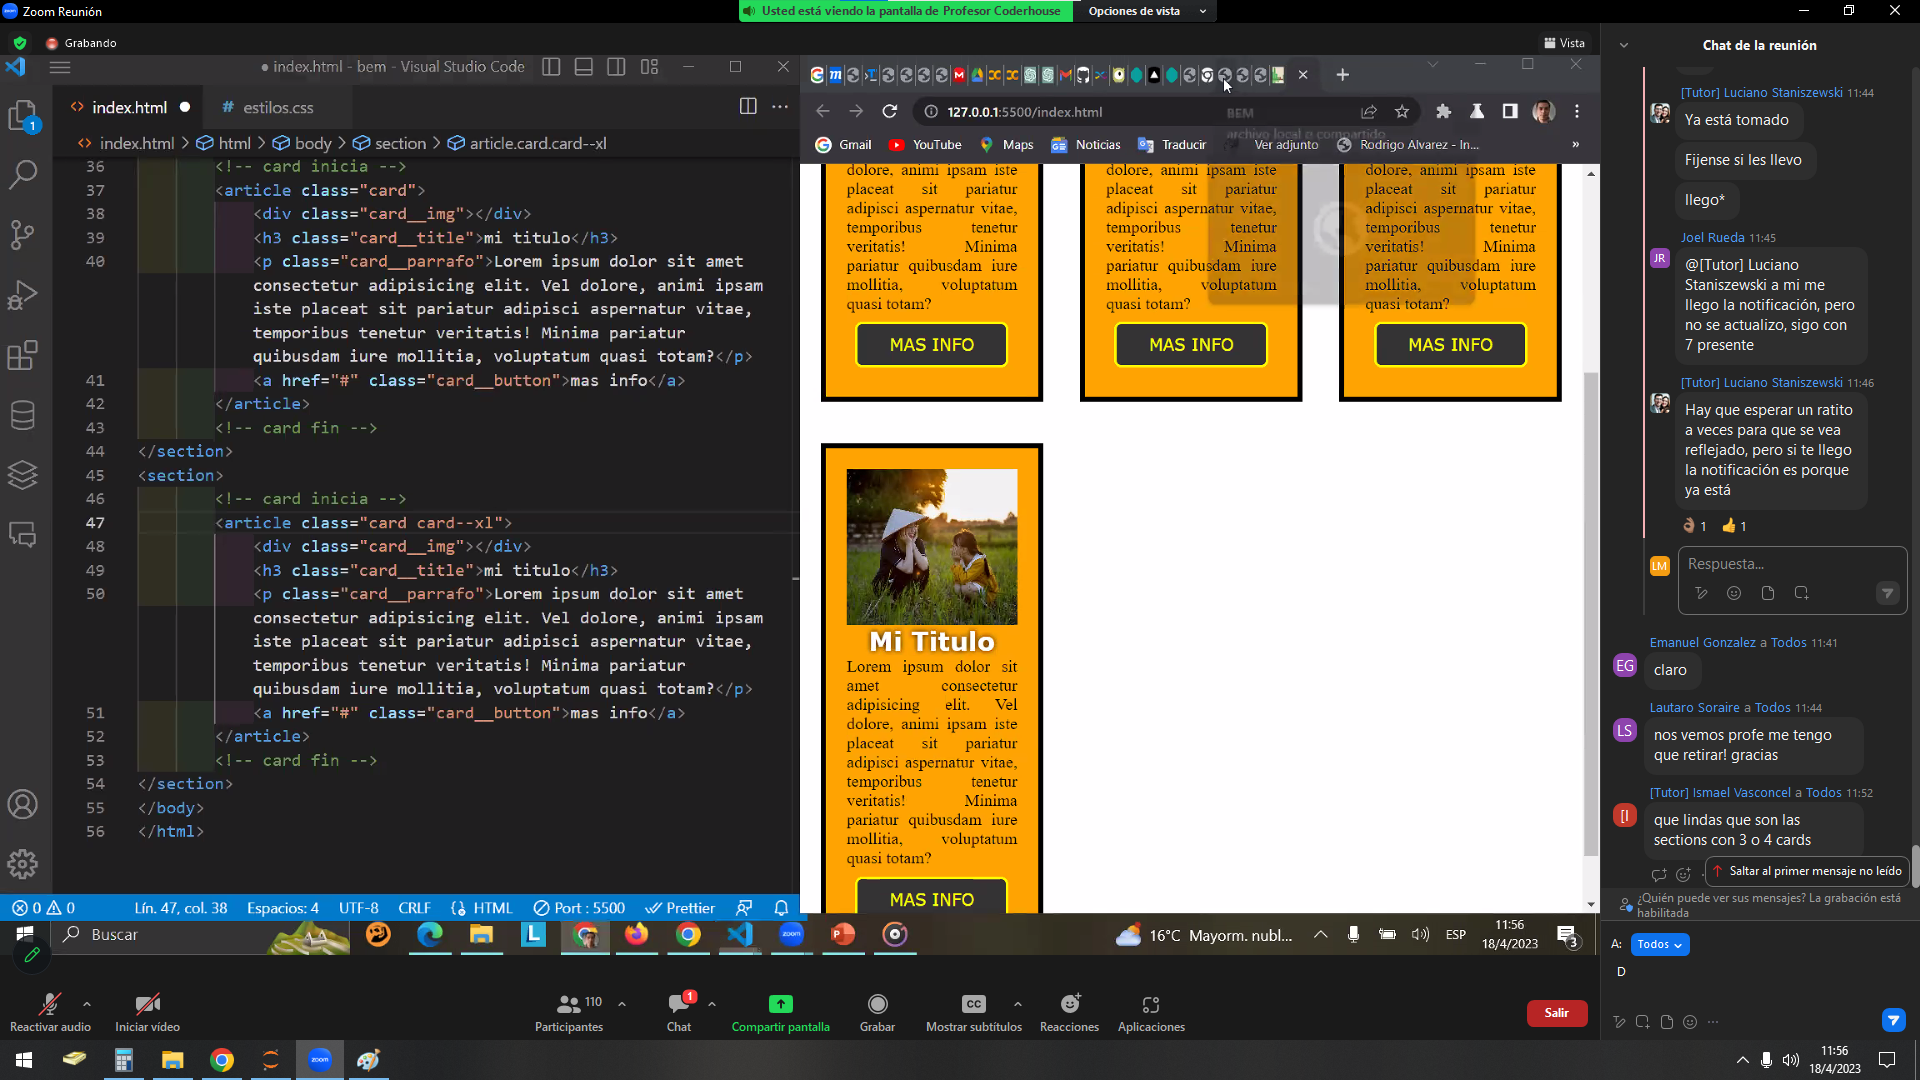 Zoom Reunión
Usted está viendo la pantalla de Profesor Coderhouse
Opciones de vista
Grabando
Vista
● index.html - bem - Visual Studio Code
index.html ●
# estilos.css
index.html > html > body > section > article.card.card--xl
36 <!-- card inicia -->
37 <article class="card">
38 <div class="card__img"></div>
39 <h3 class="card__title">mi titulo</h3>
40 <p class="card__parrafo">Lorem ipsum dolor sit amet
consectetur adipisicing elit. Vel dolore, animi ipsam
iste placeat sit pariatur adipisci aspernatur vitae,
temporibus tenetur veritatis! Minima pariatur
quibusdam iure mollitia, voluptatum quasi totam?</p>
41 <a href="#" class="card__button">mas info</a>
42 </article>
43 <!-- card fin -->
44 </section>
45 <section>
46 <!-- card inicia -->
47 <article class="card card--xl">
48 <div class="card__img"></div>
49 <h3 class="card__title">mi titulo</h3>
50 <p class="card__parrafo">Lorem ipsum dolor sit amet
consectetur adipisicing elit. Vel dolore, animi ipsam
iste placeat sit pariatur adipisci aspernatur vitae,
temporibus tenetur veritatis! Minima pariatur
quibusdam iure mollitia, voluptatum quasi totam?</p>
51 <a href="#" class="card__button">mas info</a>
52 </article>
53 <!-- card fin -->
54 </section>
55 </body>
56 </html>
1
0 0
Lín. 47, col. 38
Espacios: 4
UTF-8
CRLF
HTML
Port : 5500
Prettier
127.0.0.1:5500/index.html
BEM
archivo local o compartido
Gmail
YouTube
Maps
Noticias
Traducir
Ver adjunto
Rodrigo Alvarez - In...
»
dolore, animi ipsam iste
placeat sit pariatur
adipisci aspernatur vitae,
temporibus tenetur
veritatis! Minima
pariatur quibusdam iure
mollitia, voluptatum
quasi totam?
MAS INFO
dolore, animi ipsam iste
placeat sit pariatur
adipisci aspernatur vitae,
temporibus tenetur
veritatis! Minima
pariatur quibusdam iure
mollitia, voluptatum
quasi totam?
MAS INFO
dolore, animi ipsam iste
placeat sit pariatur
adipisci aspernatur vitae,
temporibus tenetur
veritatis! Minima
pariatur quibusdam iure
mollitia, voluptatum
quasi totam?
MAS INFO
Mi Titulo
Lorem ipsum dolor sit
amet consectetur
adipisicing elit. Vel
dolore, animi ipsam iste
placeat sit pariatur
adipisci aspernatur vitae,
temporibus tenetur
veritatis! Minima
pariatur quibusdam iure
mollitia, voluptatum
quasi totam?
MAS INFO
Buscar
zoom
16°C Mayorm. nubl...
ESP
11:56
18/4/2023
3
Chat de la reunión
[Tutor] Luciano Staniszewski 11:44
Ya está tomado
Fijense si les llevo
llego*
Joel Rueda 11:45
JR
@[Tutor] Luciano
Staniszewski a mi me
llego la notificación, pero
no se actualizo, sigo con
7 presente
[Tutor] Luciano Staniszewski 11:46
Hay que esperar un ratito
a veces para que se vea
reflejado, pero si te llego
la notificación es porque
ya está
1 1
LM
Respuesta...
Emanuel Gonzalez a Todos 11:41
EG
claro
Lautaro Soraire a Todos 11:44
LS
nos vemos profe me tengo
que retirar! gracias
[Tutor] Ismael Vasconcel a Todos 11:52
[I
que lindas que son las
sections con 3 o 4 cards
Saltar al primer mensaje no leído
¿Quién puede ver sus mensajes? La grabación está
habilitada
A: Todos
D
Reactivar audio
Iniciar vídeo
110
Participantes
1
Chat
Compartir pantalla
Grabar
CC
Mostrar subtítulos
Reacciones
Aplicaciones
Salir
zoom
11:56
18/4/2023